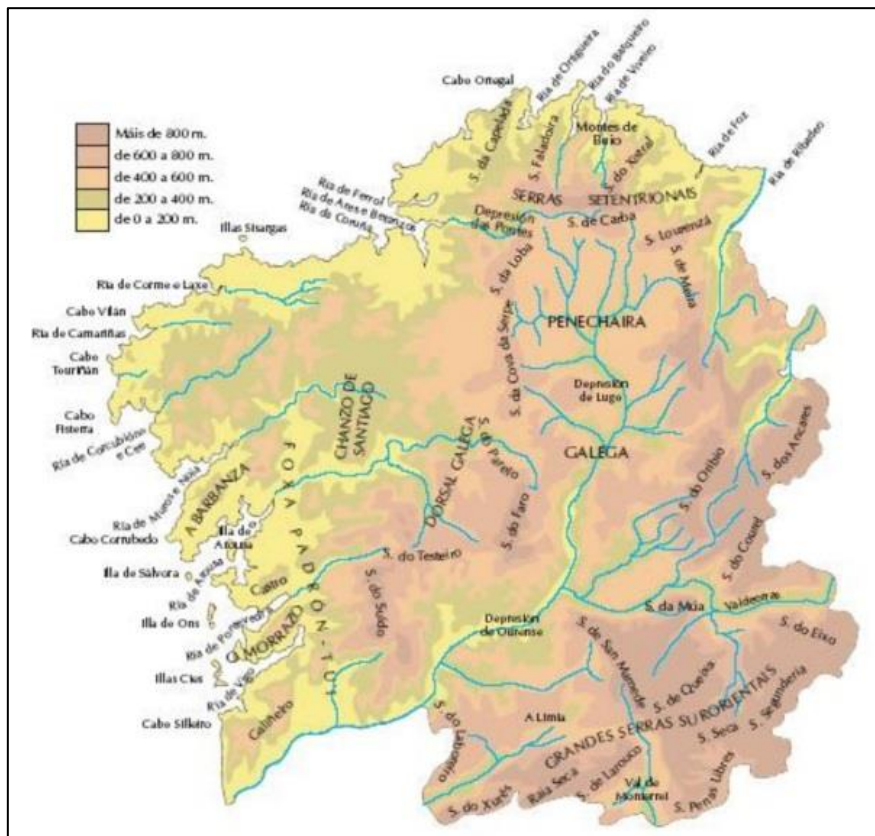 Cabo Ortegal
Ría de Ortigueira
Ría do Barqueiro
Ría de Viveiro
Máis de 800 m.
de 600 a 800 m.
de 400 a 600 m.
de 200 a 400 m.
de 0 a 200 m.
S. da Capelada
S. Faladoira
Montes de Buio
S. do Xistral
Ría de Foz
Ría de Ribadeo
Ría de Ferrol
Ría de Ares e Betanzos
Ría da Coruña
SERRAS SETENTRIONAIS
Depresión das Pontes
S. de Carba
S. Lourenzá
Illas Sisargas
S. da Loba
S. de Meira
Ría de Corme e Laxe
Cabo Vilán
Ría de Camariñas
PENECHAIRA
S. da Cova da Serpe
Cabo Touriñán
Depresión de Lugo
CHANZO DE SANTIAGO
Cabo Fisterra
Ría de Corcubión e Cee
GALEGA
DORSAL GALEGA
S. do Farelo
FOXA PADRÓN-TUI
Ría de Muros e Noia
A BARBANZA
S. do Oribio
S. dos Ancares
S. do Faro
Cabo Corrubedo
Illa de Arousa
S. do Courel
Illa de Sálvora
Ría de Arousa
S. do Testeiro
Castro
S. da Múa
Valdeorras
Illa de Ons
Ría de Pontevedra
O MORRAZO
S. do Suído
Depresión de Ourense
S. do Eixo
S. de San Mamede
S. de Queixa
Illas Cíes
Ría de Vigo
S. Segundeira
Cabo Silleiro
Galiñeiro
A Limia
GRANDES SERRAS SURORIENTAIS
S. Seca
S. do Laboreiro
S. do Xurés
Raia Seca
S. de Larouco
Val de Monterrei
S. Penas Libres